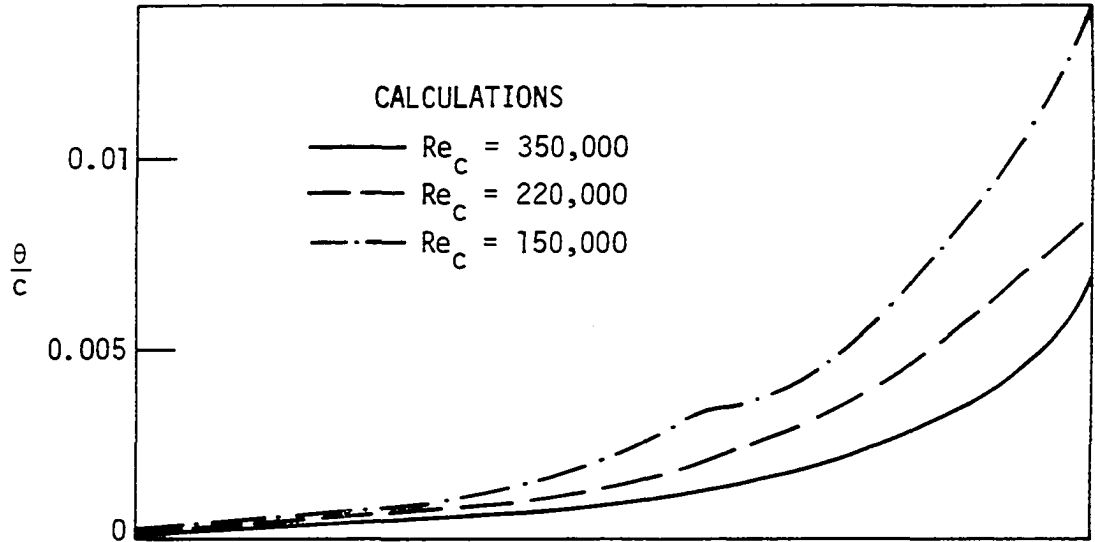 CALCULATIONS
Re_c = 350,000
Re_c = 220,000
Re_c = 150,000
0.01
θ/c
0.005
0